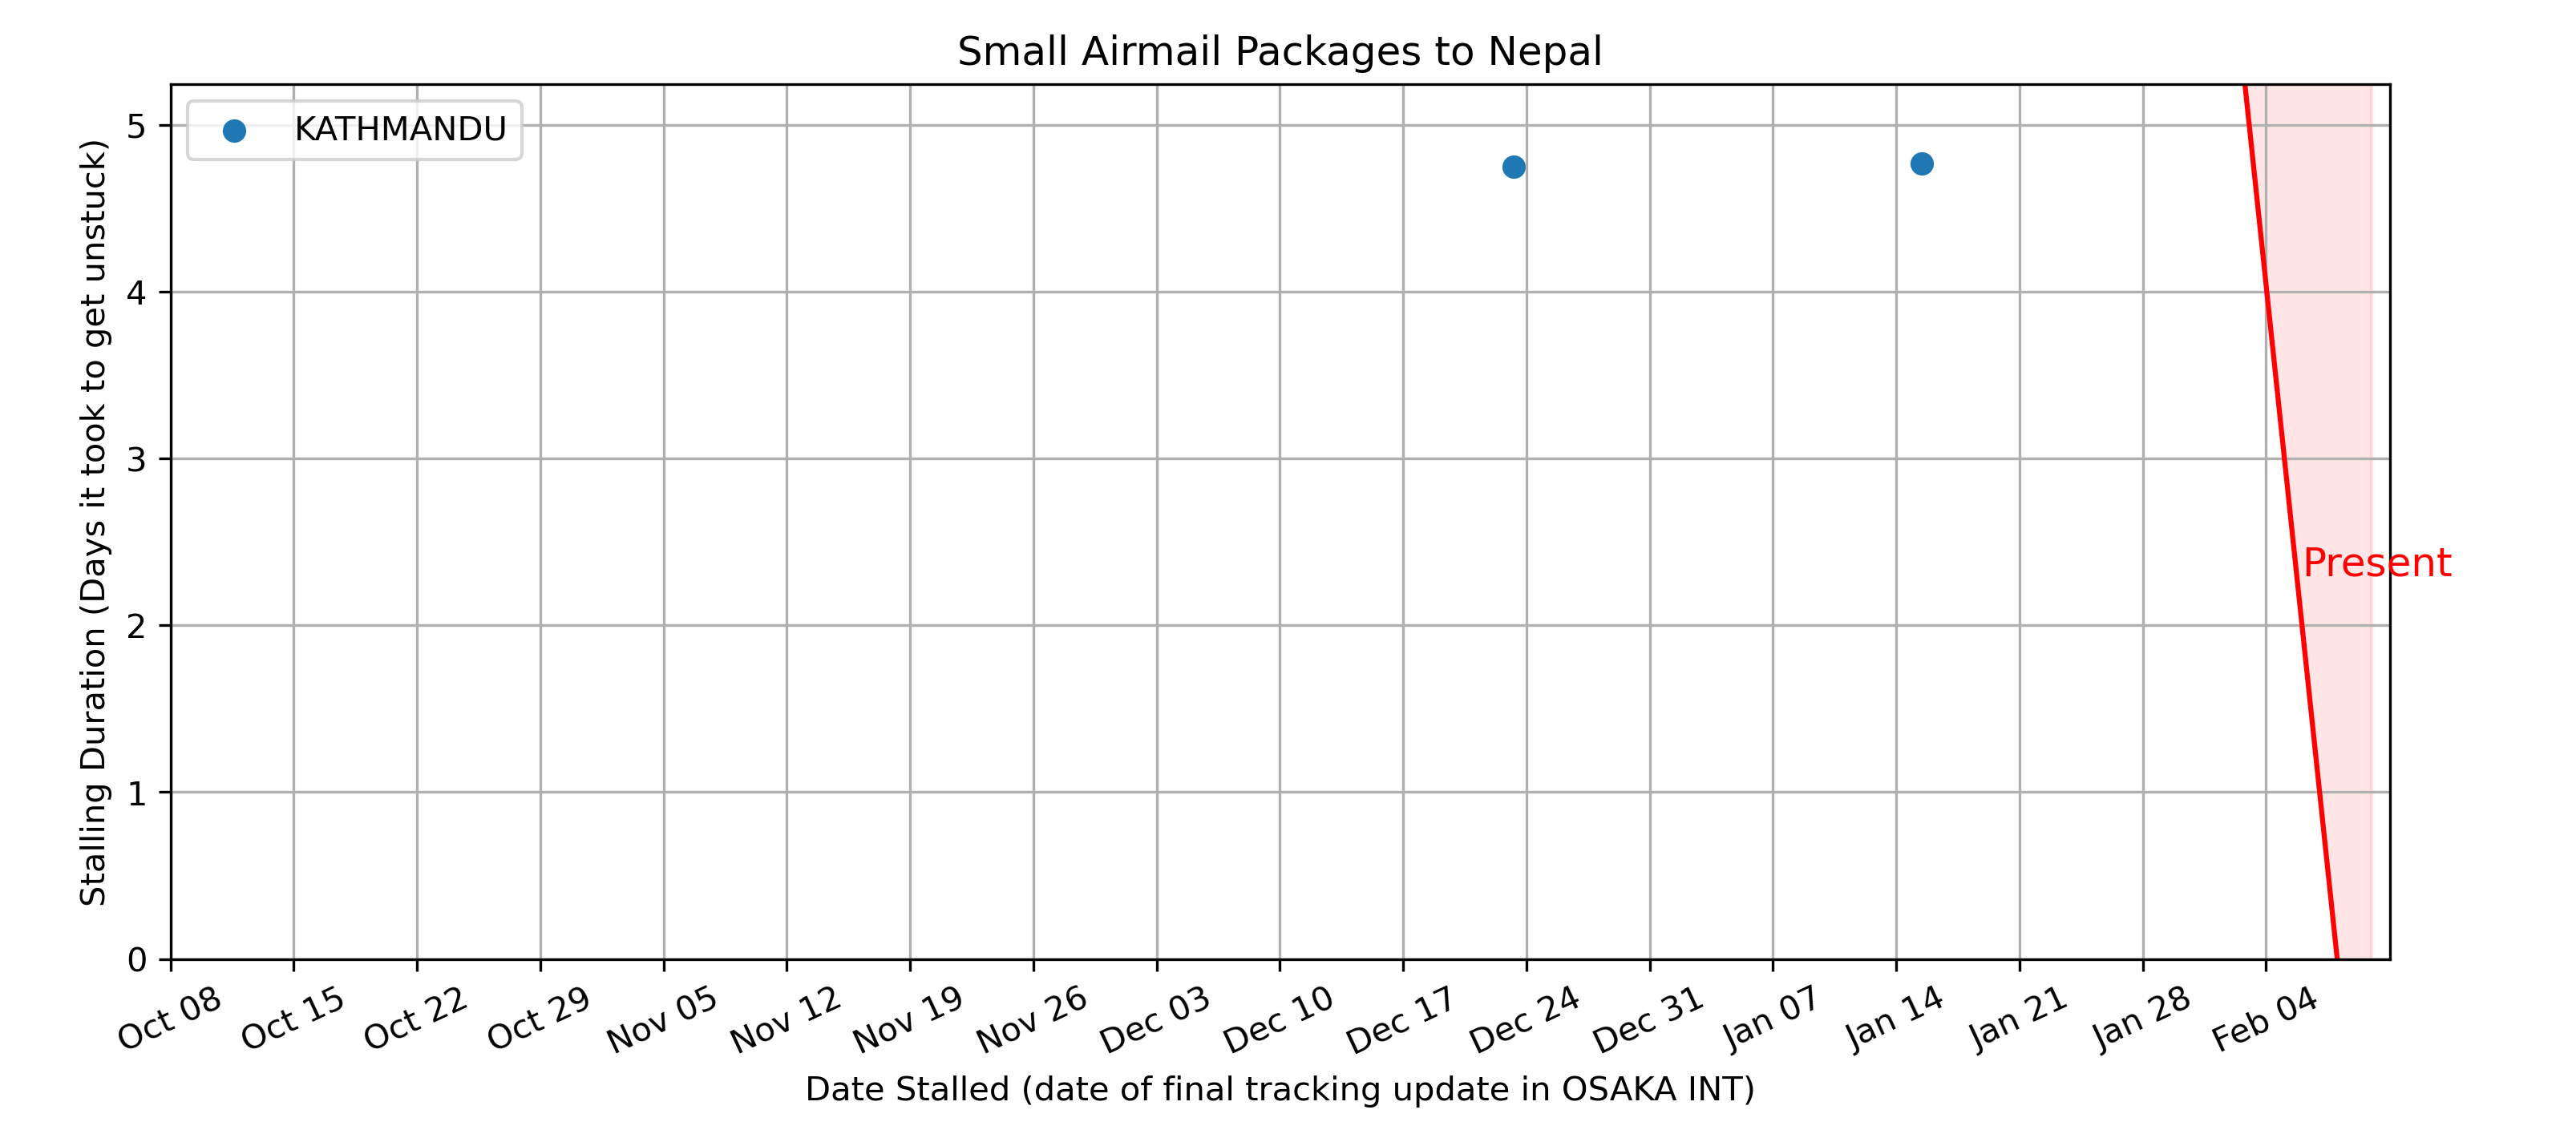 Small Airmail Packages to Nepal
KATHMANDU
Stalling Duration (Days it took to get unstuck)
5
4
3
2
1
0
Present
Oct 08 Oct 15 Oct 22 Oct 29 Nov 05 Nov 12 Nov 19 Nov 26 Dec 03 Dec 10 Dec 17 Dec 24 Dec 31 Jan 07 Jan 14 Jan 21 Jan 28 Feb 04
Date Stalled (date of final tracking update in OSAKA INT)